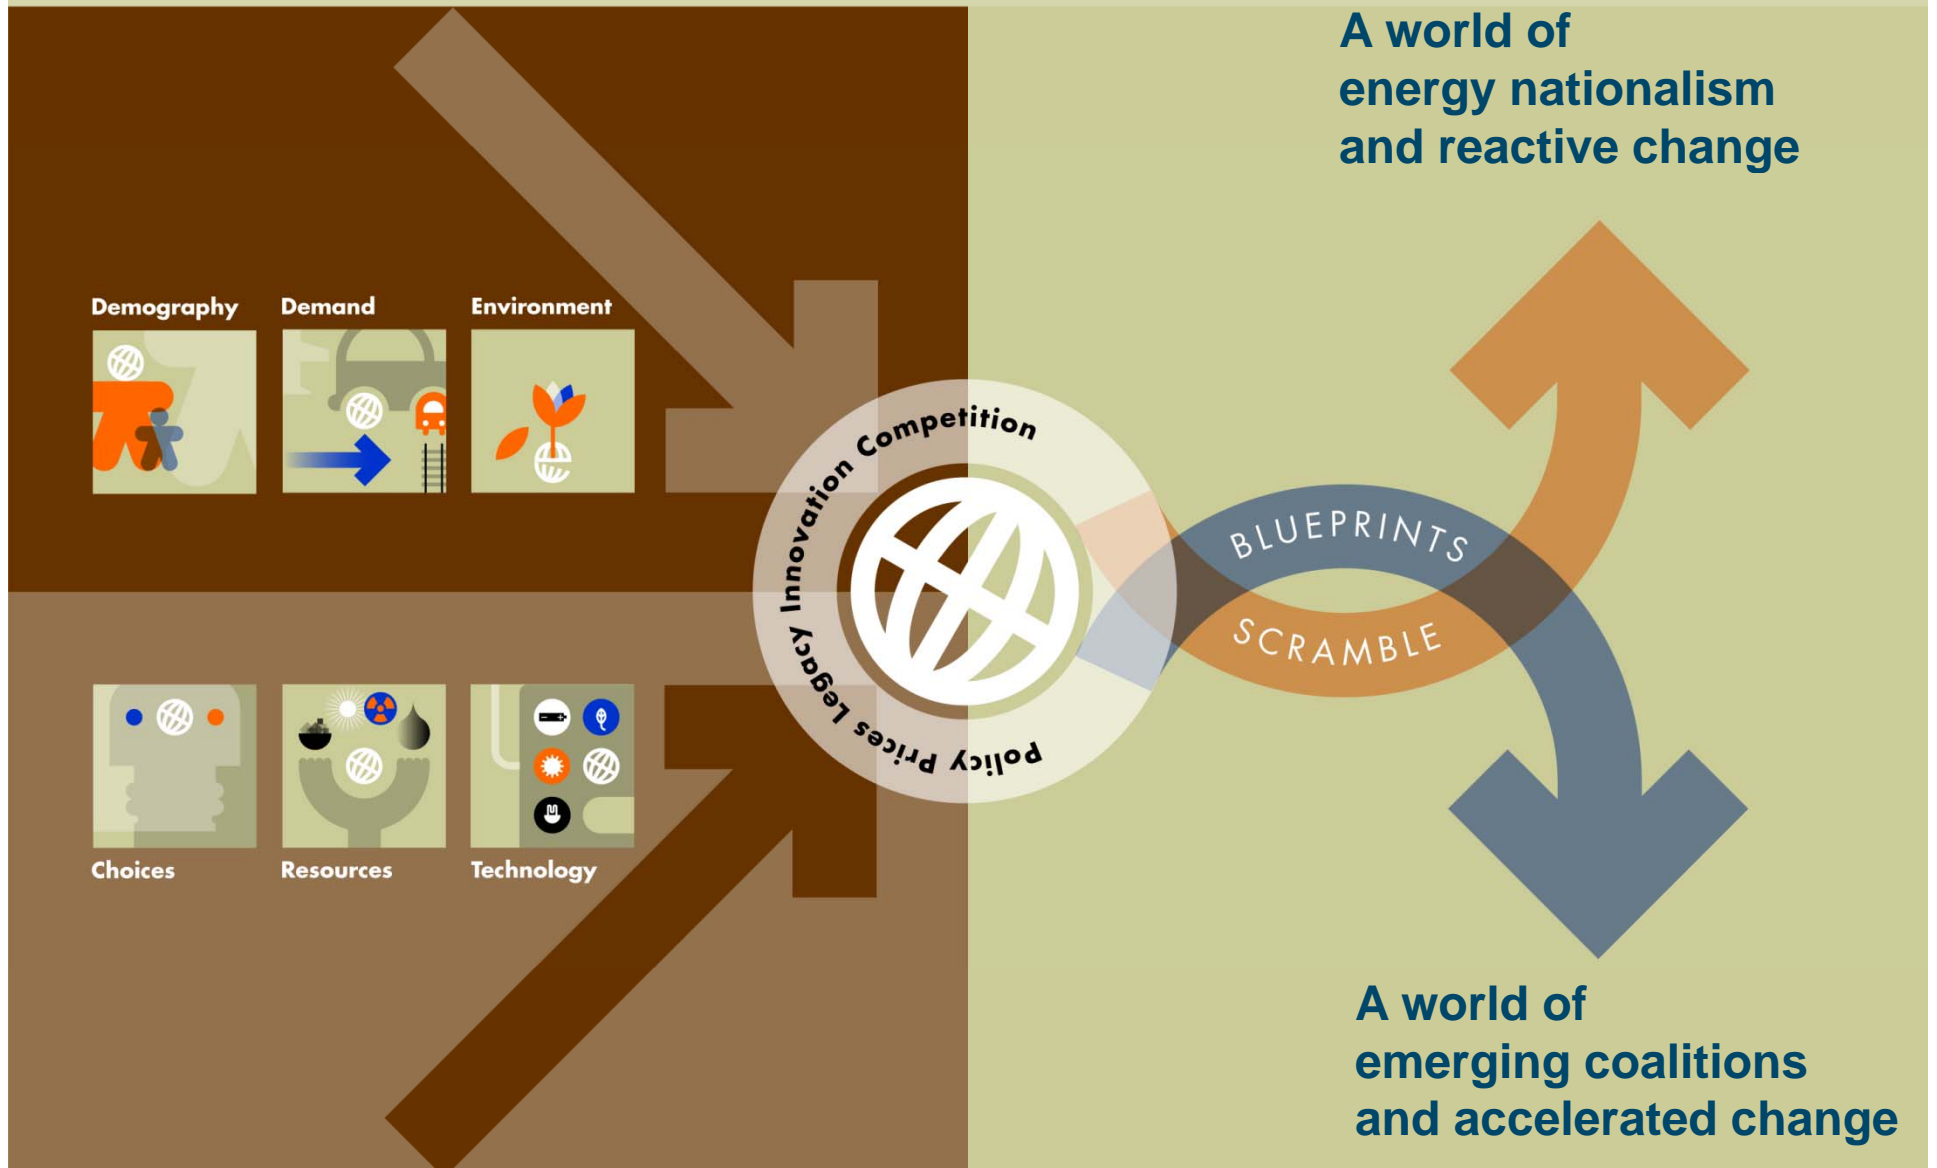 A world of
energy nationalism
and reactive change
Demography
Demand
Environment
Policy Prices Legacy Innovation Competition
BLUEPRINTS
SCRAMBLE
Choices
Resources
Technology
A world of
emerging coalitions
and accelerated change